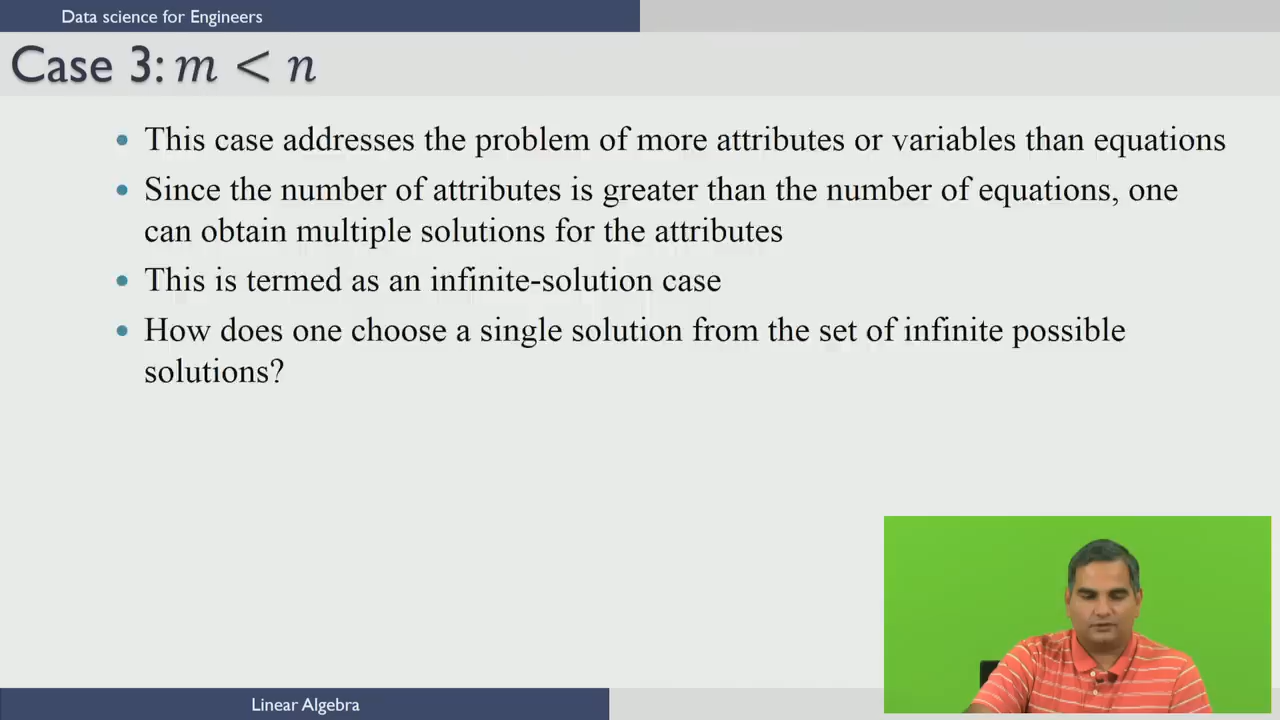 Data science for Engineers
Case 3: m < n
• This case addresses the problem of more attributes or variables than equations
• Since the number of attributes is greater than the number of equations, one
can obtain multiple solutions for the attributes
• This is termed as an infinite-solution case
• How does one choose a single solution from the set of infinite possible
solutions?
Linear Algebra